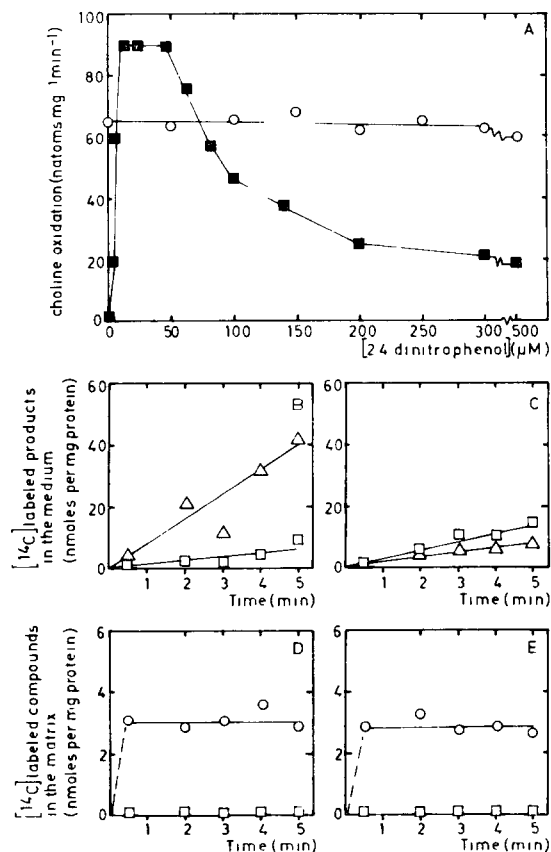 A
choline oxidation (natoms mg⁻¹ min⁻¹)
100
80
60
40
20
0
0 50 100 150 200 250 300 500
[2.4 dinitrophenol] (µM)
[¹⁴C] labeled products
in the medium
(nmoles per mg protein)
B
60
40
20
0
1 2 3 4 5
Time (min)
C
60
40
20
0
1 2 3 4 5
Time (min)
[¹⁴C] labeled compounds
in the matrix
(nmoles per mg protein)
D
6
4
2
0
1 2 3 4 5
Time (min)
E
6
4
2
0
1 2 3 4 5
Time (min)